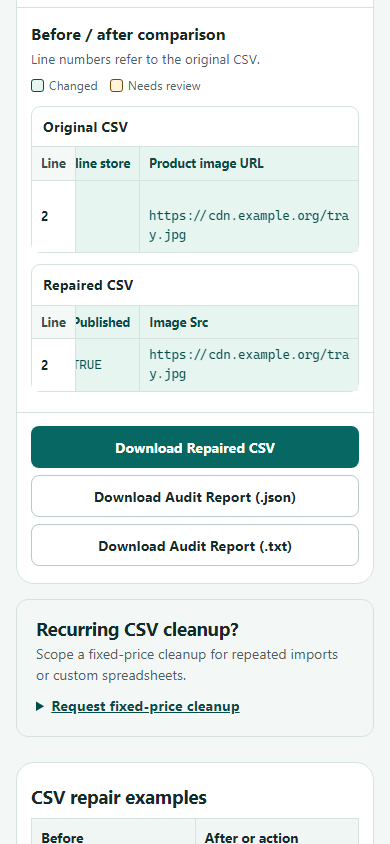 Before / after comparison
Line numbers refer to the original CSV.
Changed Needs review
Original CSV
Line line store Product image URL
2 https://cdn.example.org/tra
y.jpg
Repaired CSV
Line Published Image Src
2 TRUE https://cdn.example.org/tra
y.jpg
Download Repaired CSV
Download Audit Report (.json)
Download Audit Report (.txt)
Recurring CSV cleanup?
Scope a fixed-price cleanup for repeated imports
or custom spreadsheets.
Request fixed-price cleanup
CSV repair examples
Before After or action